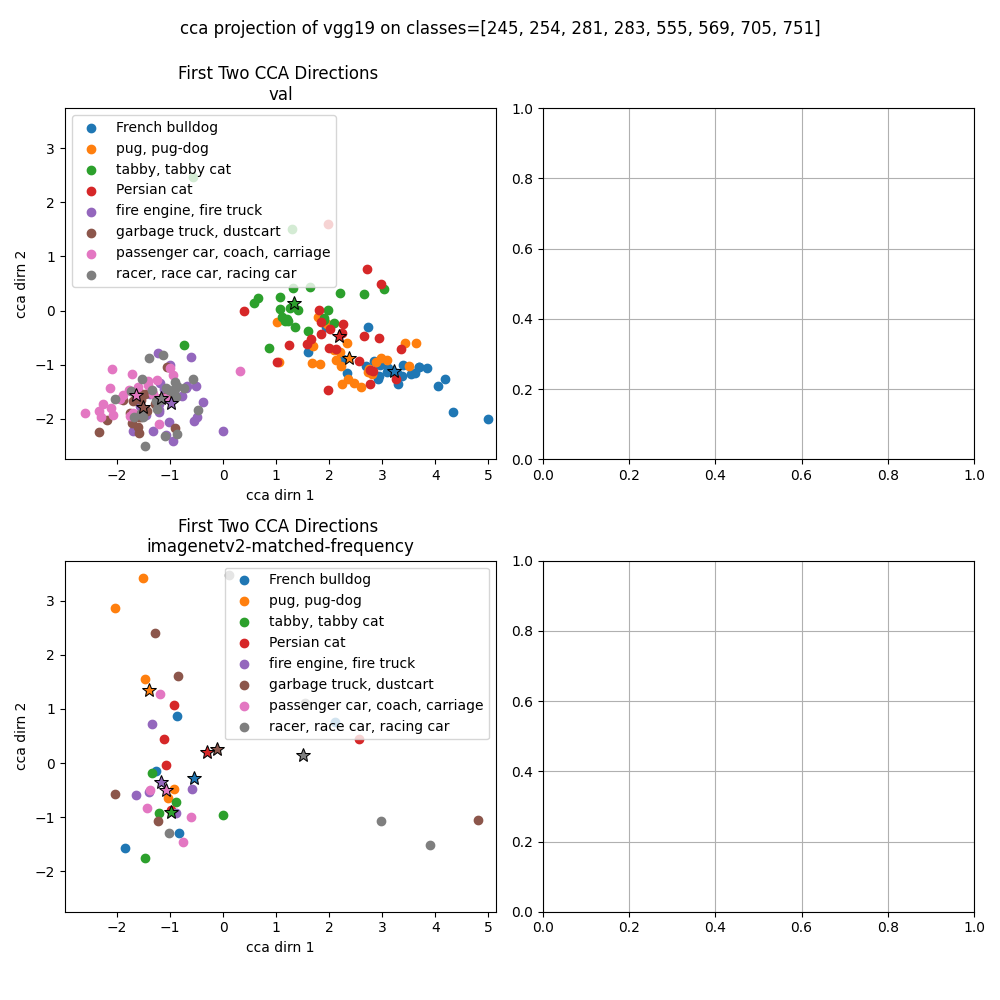 cca projection of vgg19 on classes=[245, 254, 281, 283, 555, 569, 705, 751]
First Two CCA Directions
val
French bulldog
pug, pug-dog
tabby, tabby cat
Persian cat
fire engine, fire truck
garbage truck, dustcart
passenger car, coach, carriage
racer, race car, racing car
3
2
1
0
−1
−2
cca dirn 2
−2 −1 0 1 2 3 4 5
cca dirn 1
1.0
0.8
0.6
0.4
0.2
0.0
0.0 0.2 0.4 0.6 0.8 1.0
First Two CCA Directions
imagenetv2-matched-frequency
French bulldog
pug, pug-dog
tabby, tabby cat
Persian cat
fire engine, fire truck
garbage truck, dustcart
passenger car, coach, carriage
racer, race car, racing car
3
2
1
0
−1
−2
cca dirn 2
−2 −1 0 1 2 3 4 5
cca dirn 1
1.0
0.8
0.6
0.4
0.2
0.0
0.0 0.2 0.4 0.6 0.8 1.0